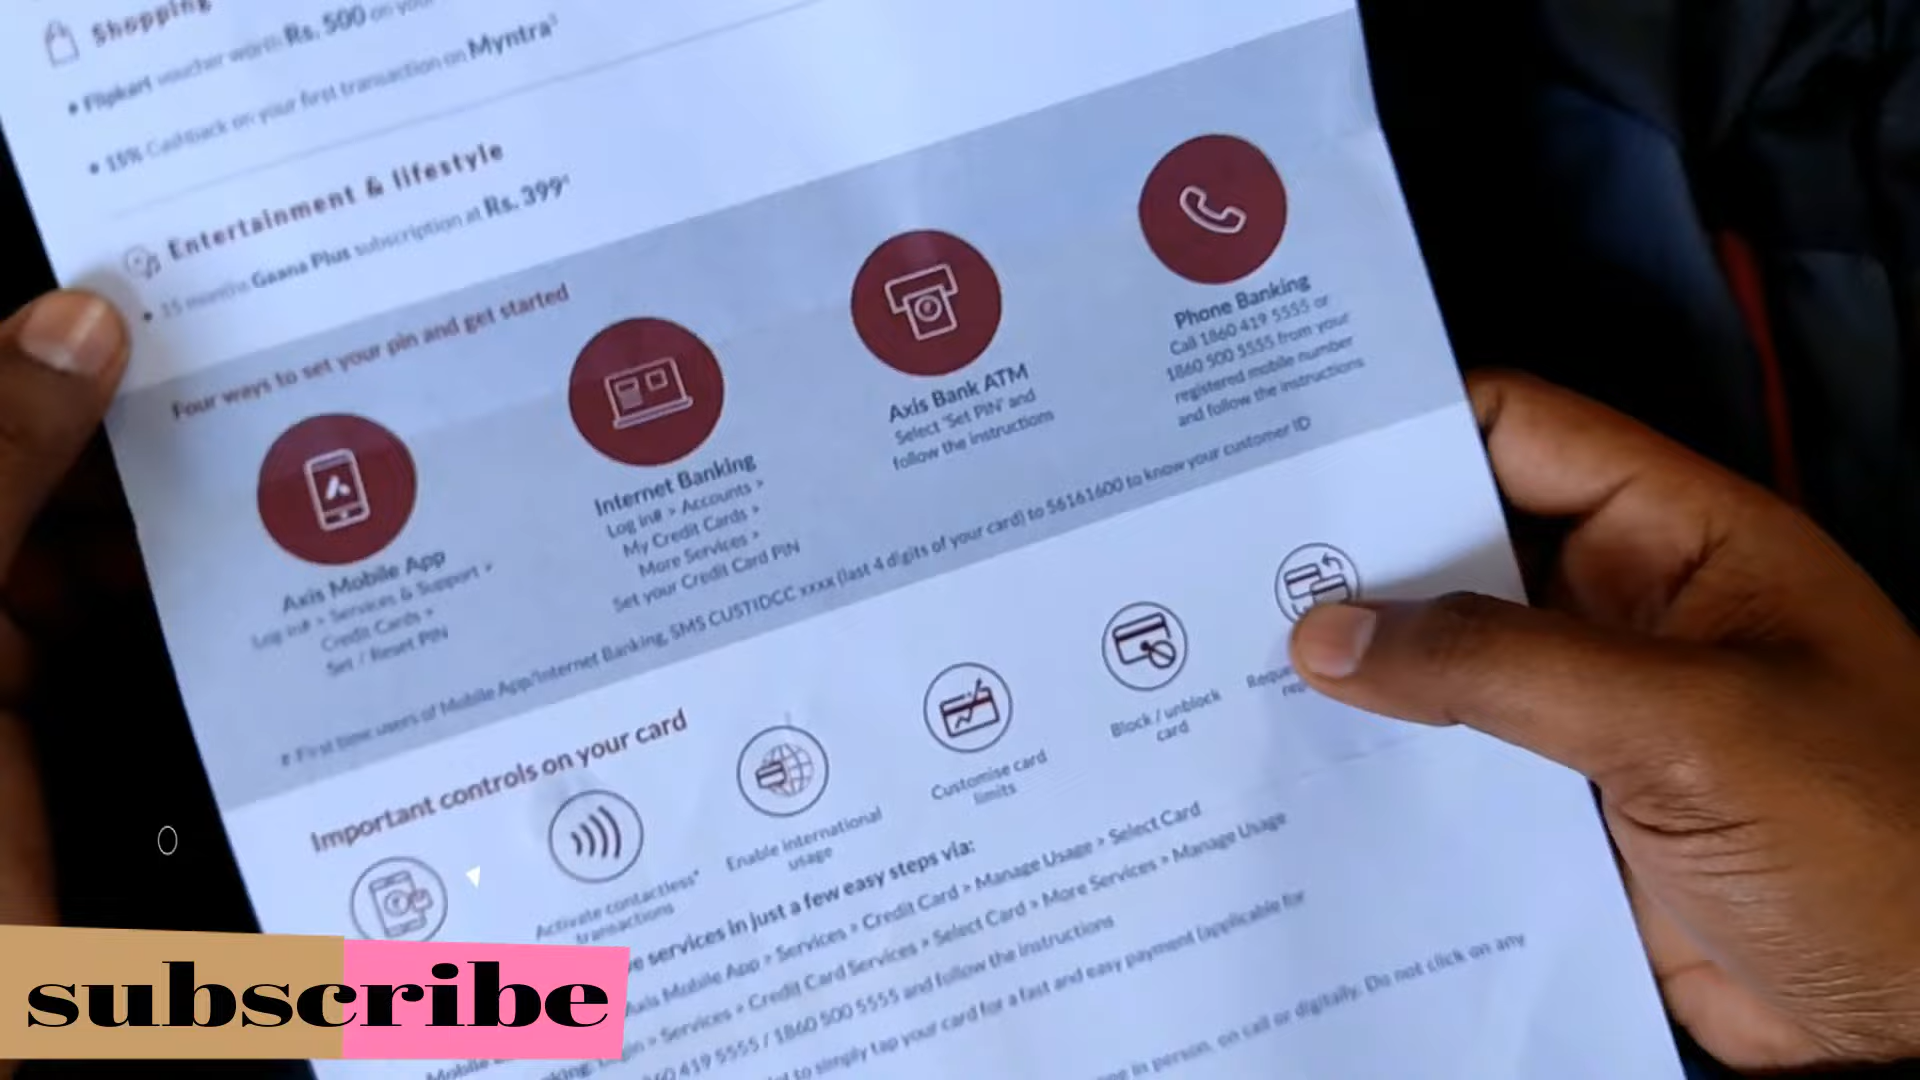 Shopping
• Flipkart voucher worth Rs. 500 on your
• 15% Cashback on your first transaction on Myntra
Entertainment & lifestyle
• 15 months Gaana Plus subscription at Rs. 399
Four ways to set your pin and get started
Axis Mobile App
Log in# > Services & Support >
Credit Cards >
Set / Reset PIN
Internet Banking
Log in# > Accounts >
My Credit Cards >
More Services >
Set your Credit Card PIN
Axis Bank ATM
Select 'Set PIN' and
follow the instructions
Phone Banking
Call 1860 419 5555 or
1860 500 5555 from your
registered mobile number
and follow the instructions
# First time users of Mobile App/Internet Banking, SMS CUSTIDCC xxxx (last 4 digits of your card) to 56161600 to know your customer ID
Important controls on your card
Activate contactless*
transactions
Enable international
usage
Customise card
limits
Block / unblock
card
services in just a few easy steps via:
Axis Mobile App > Services > Credit Card > Manage Usage > Select Card
> Services > Credit Card Services > Select Card > More Services > Manage Usage
419 5555 / 1860 500 5555 and follow the instructions
to simply tap your card for a fast and easy payment (applicable for
in person, on call or digitally. Do not click on any
subscribe